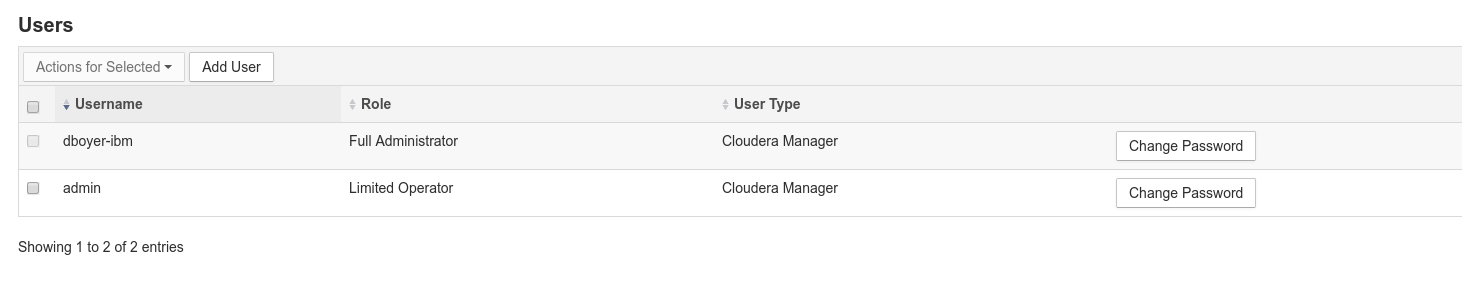 Users
Actions for Selected Add User
Username Role User Type
dboyer-ibm Full Administrator Cloudera Manager Change Password
admin Limited Operator Cloudera Manager Change Password
Showing 1 to 2 of 2 entries